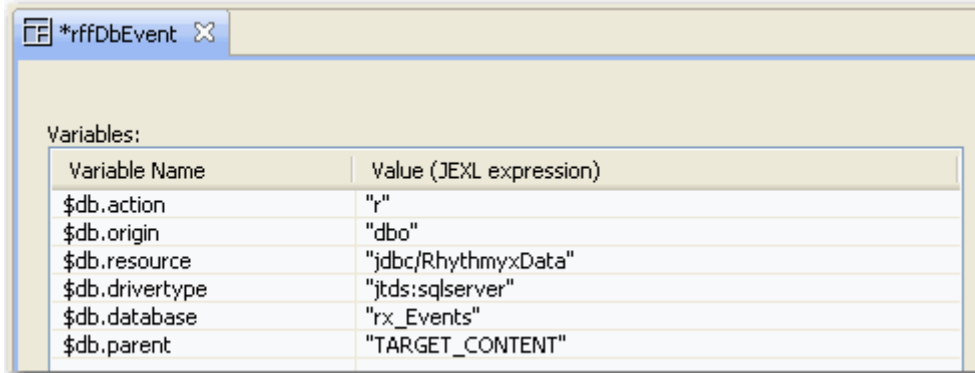 *rffDbEvent
Variables:
Variable Name Value (JEXL expression)
$db.action "r"
$db.origin "dbo"
$db.resource "jdbc/RhythmyxData"
$db.drivertype "jtds:sqlserver"
$db.database "rx_Events"
$db.parent "TARGET_CONTENT"